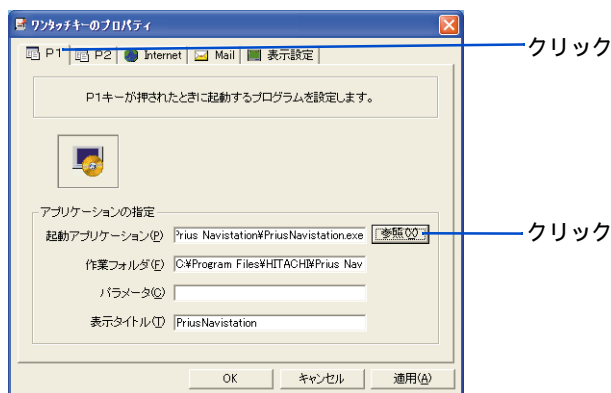 ワンタッチキーのプロパティ
P1 P2 Internet Mail 表示設定
クリック
P1キーが押されたときに起動するプログラムを設定します。
アプリケーションの指定
起動アプリケーション(P) Prius Navistation¥PriusNavistation.exe 参照(X)
クリック
作業フォルダ(F) C:¥Program Files¥HITACHI¥Prius Nav
パラメータ(C)
表示タイトル(T) PriusNavistation
OK キャンセル 適用(A)